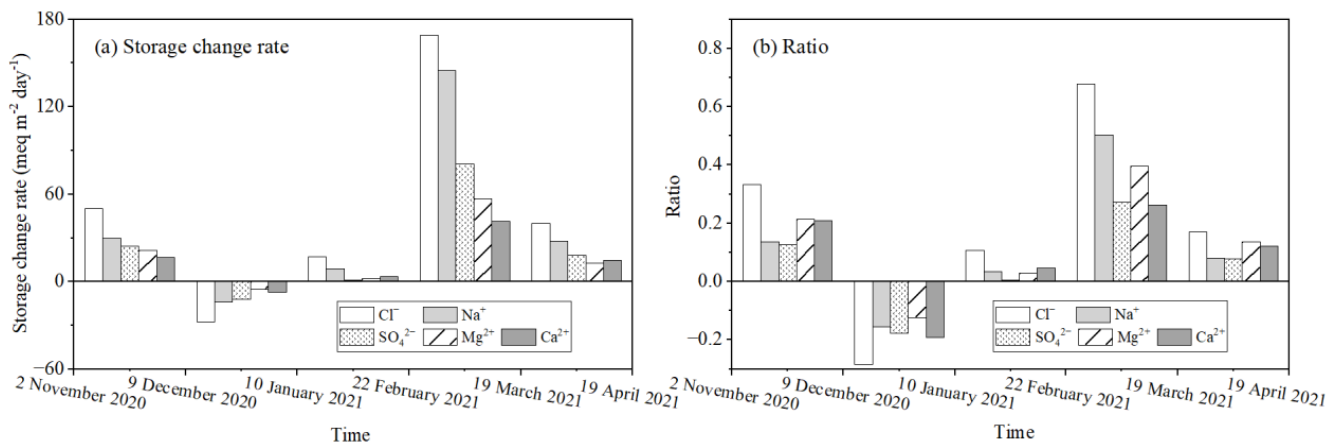 (a) Storage change rate
Storage change rate (meq m⁻² day⁻¹)
180
120
60
0
−60
Cl⁻ Na⁺
SO₄²⁻ Mg²⁺ Ca²⁺
2 November 2020
9 December 2020
10 January 2021
22 February 2021
19 March 2021
19 April 2021
Time
(b) Ratio
Ratio
0.8
0.6
0.4
0.2
0.0
−0.2
Cl⁻ Na⁺
SO₄²⁻ Mg²⁺ Ca²⁺
2 November 2020
9 December 2020
10 January 2021
22 February 2021
19 March 2021
19 April 2021
Time